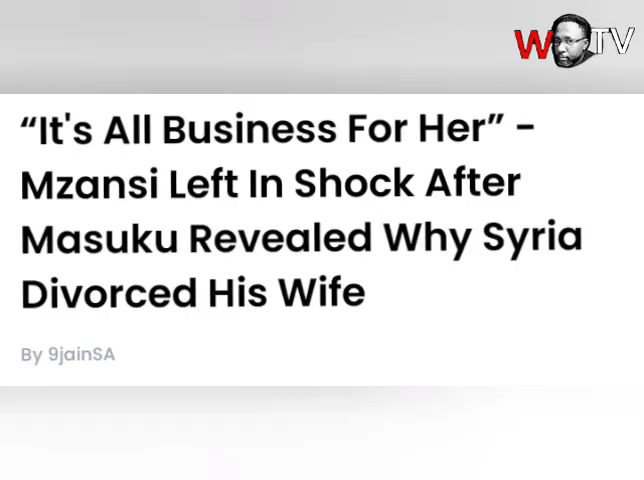 W TV
“It's All Business For Her” -
Mzansi Left In Shock After
Masuku Revealed Why Syria
Divorced His Wife
By 9jainSA